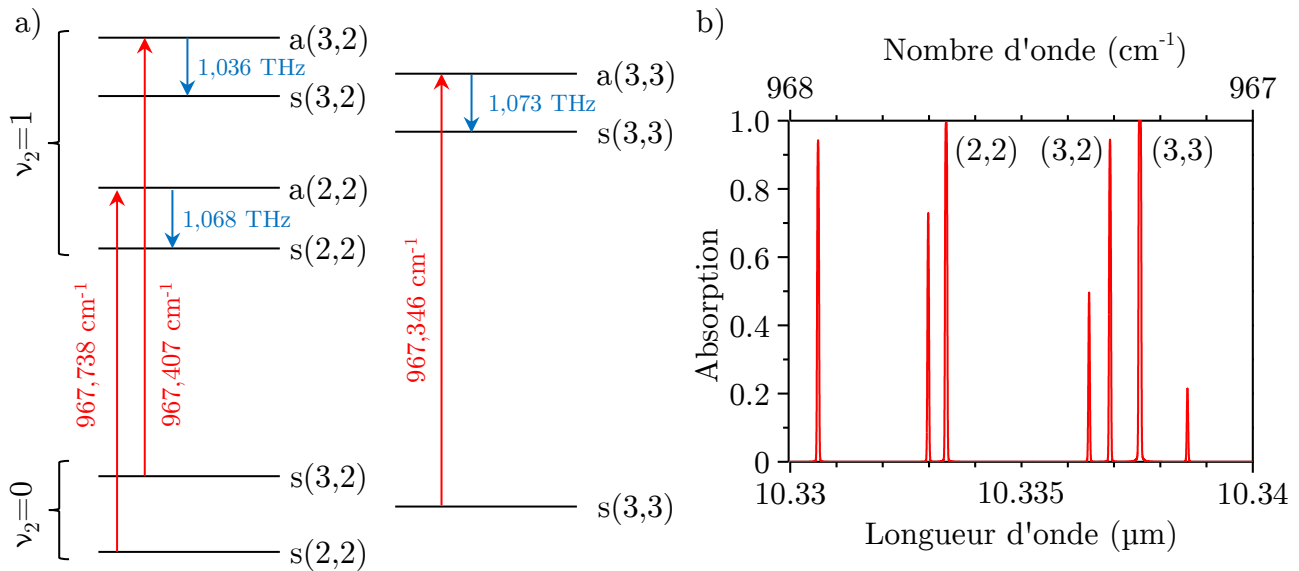 a)
ν₂=1
a(3,2)
1,036 THz
s(3,2)
a(2,2)
1,068 THz
s(2,2)
a(3,3)
1,073 THz
s(3,3)
967,738 cm⁻¹
967,407 cm⁻¹
967,346 cm⁻¹
ν₂=0
s(3,2)
s(2,2)
s(3,3)
b)
Nombre d'onde (cm⁻¹)
968 967
(2,2) (3,2) (3,3)
Absorption
1.0
0.8
0.6
0.4
0.2
0
10.33 10.335 10.34
Longueur d'onde (µm)